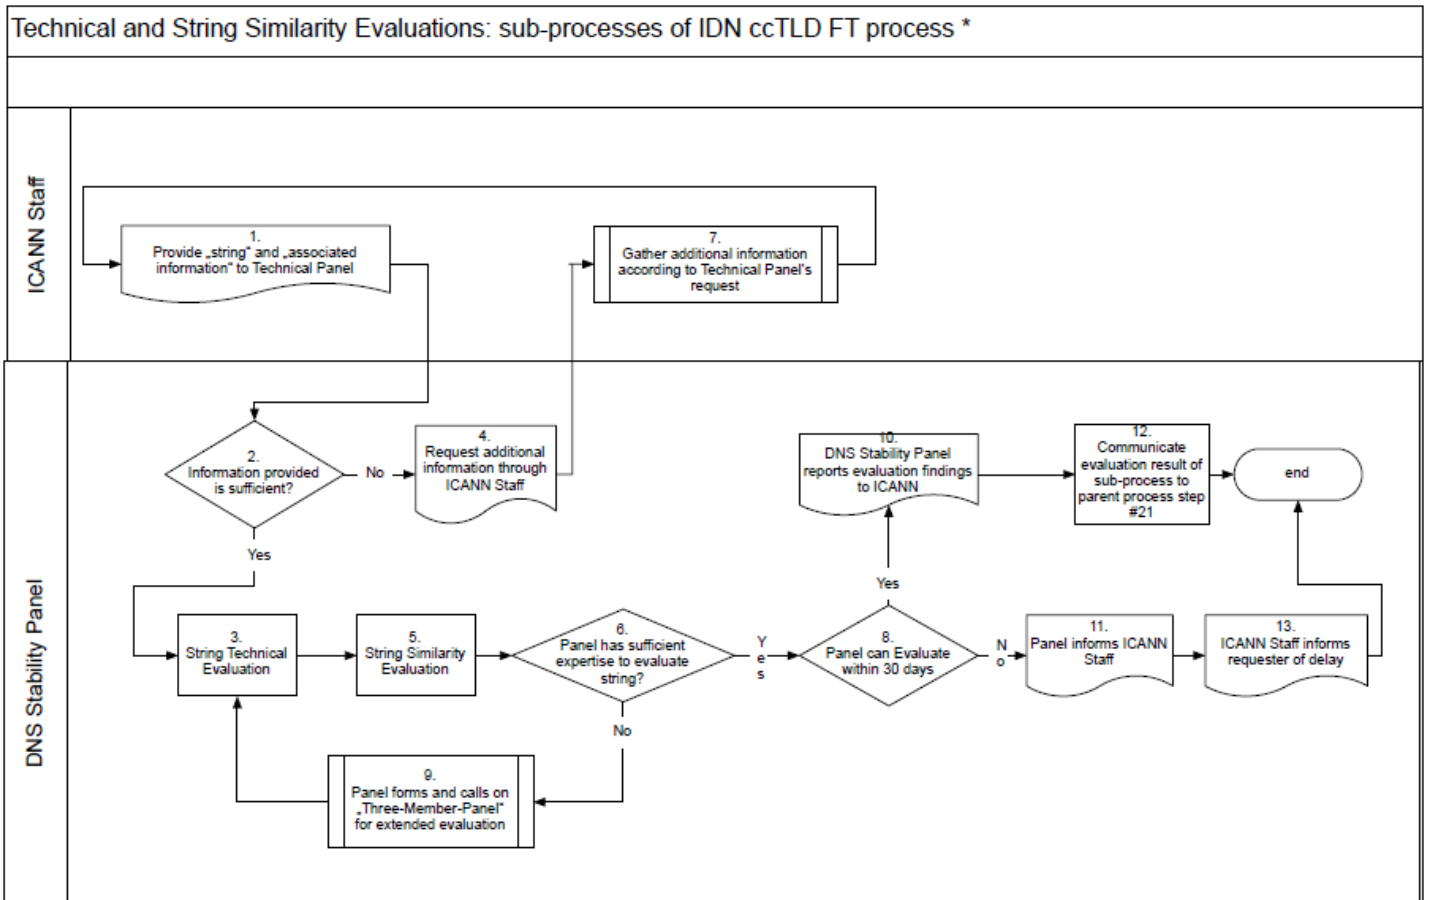 Technical and String Similarity Evaluations: sub-processes of IDN ccTLD FT process *
ICANN Staff
1.
Provide „string“ and „associated
information“ to Technical Panel
7.
Gather additional information
according to Technical Panel's
request
DNS Stability Panel
2.
Information provided
is sufficient?
No
4.
Request additional
information through
ICANN Staff
10.
DNS Stability Panel
reports evaluation findings
to ICANN
12.
Communicate
evaluation result of
sub-process to
parent process step
#21
end
Yes
Yes
3.
String Technical
Evaluation
5.
String Similarity
Evaluation
6.
Panel has sufficient
expertise to evaluate
string?
Y
e
s
8.
Panel can Evaluate
within 30 days
N
o
11.
Panel informs ICANN
Staff
13.
ICANN Staff informs
requester of delay
No
9.
Panel forms and calls on
„Three-Member-Panel“
for extended evaluation